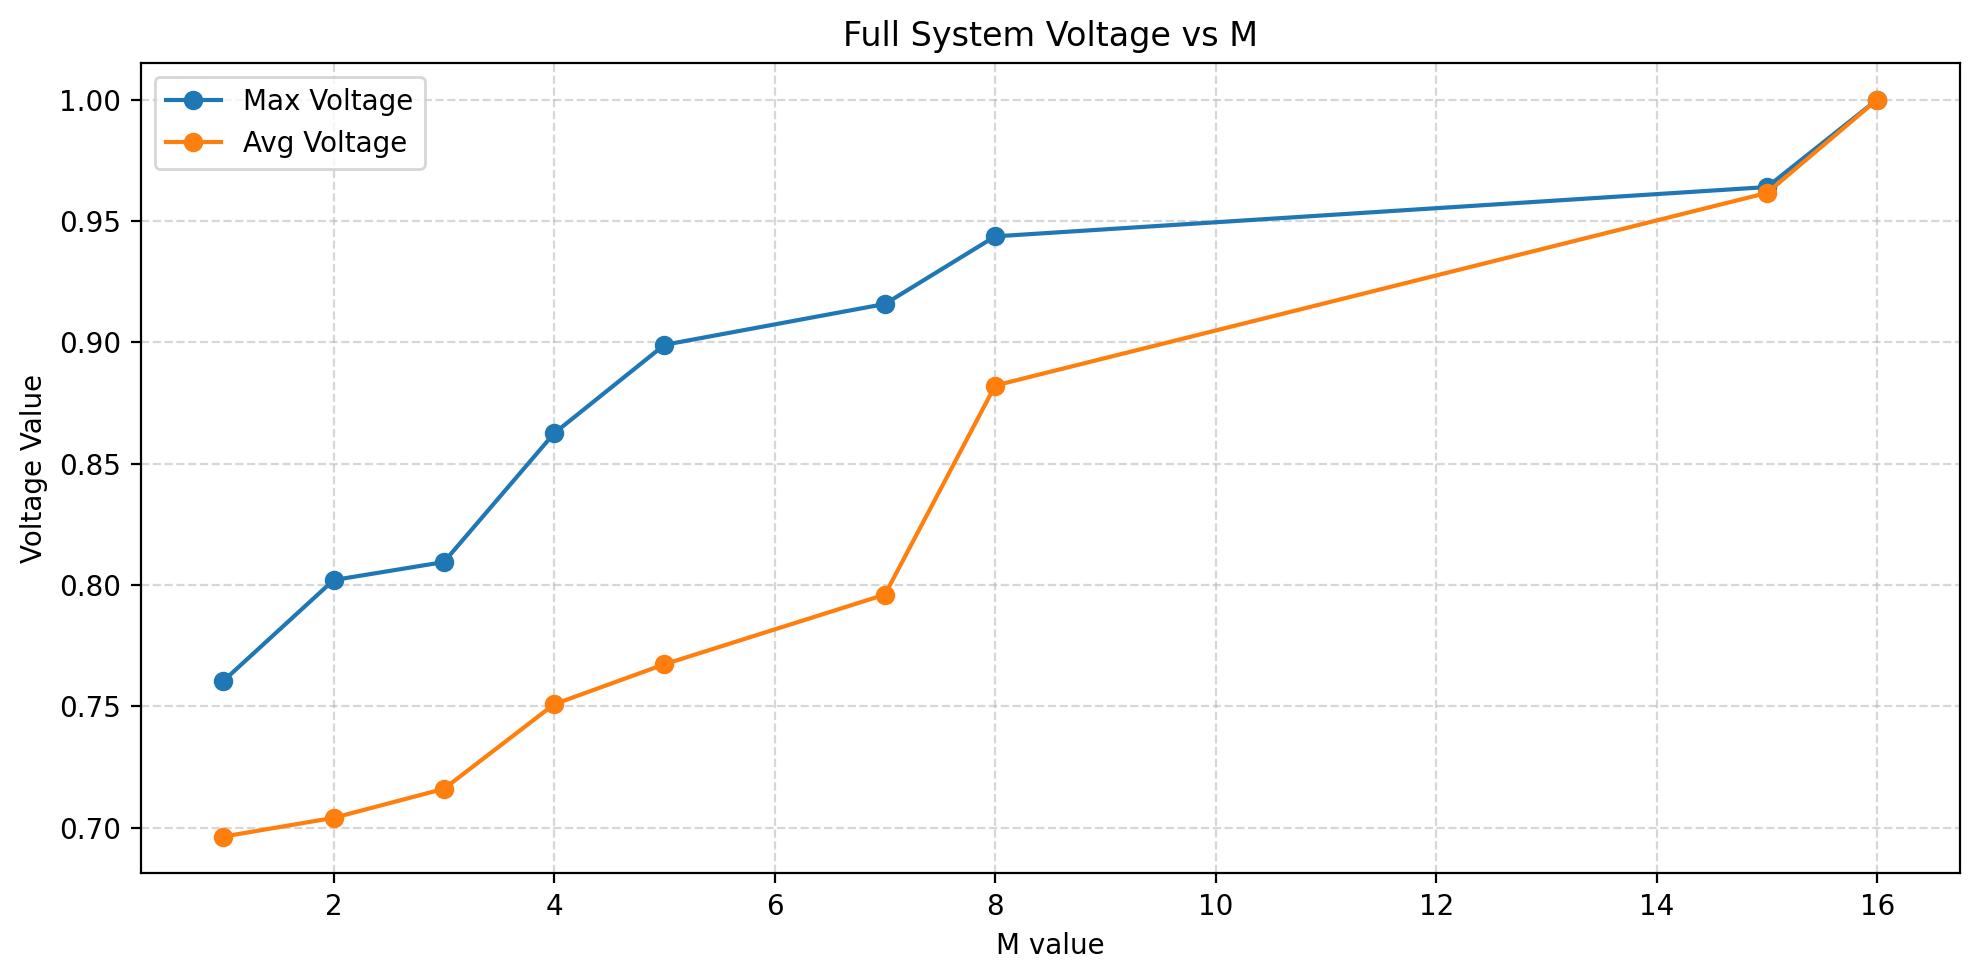 Full System Voltage vs M
Max Voltage
Avg Voltage
Voltage Value
1.00
0.95
0.90
0.85
0.80
0.75
0.70
2 4 6 8 10 12 14 16
M value